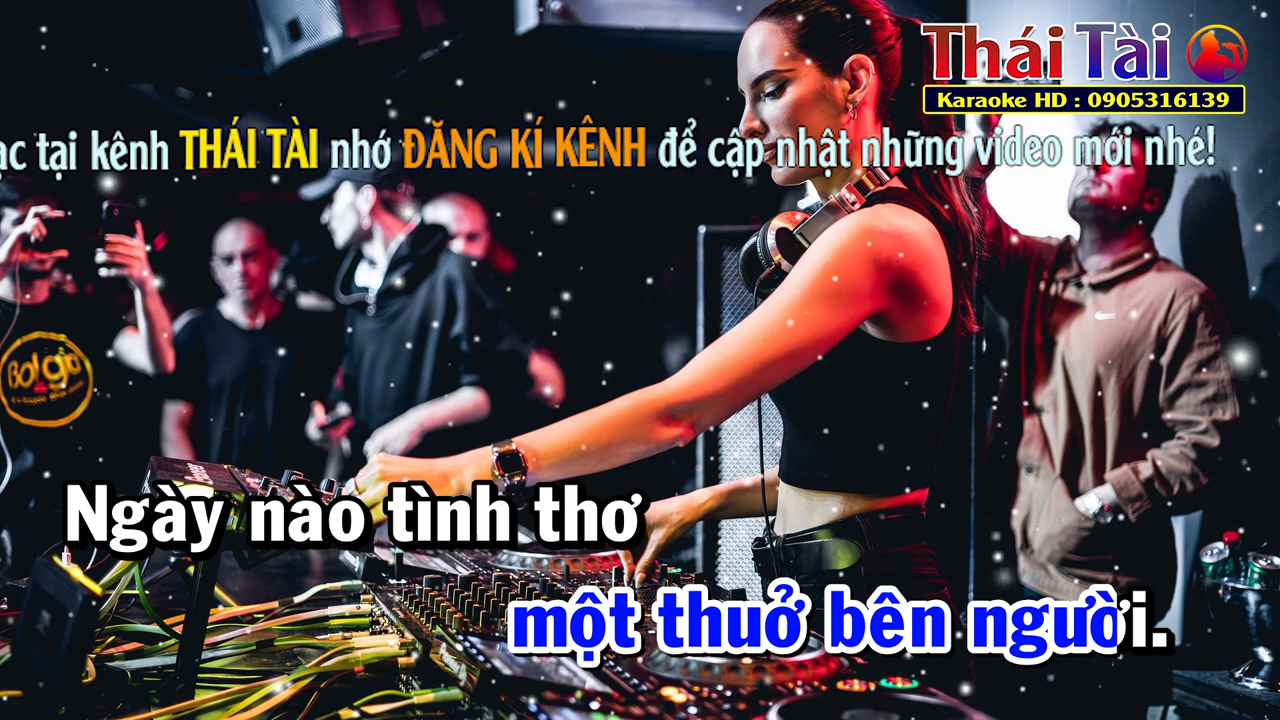 Thái Tài
Karaoke HD : 0905316139
ạc tại kênh THÁI TÀI nhớ ĐĂNG KÍ KÊNH để cập nhật những video mới nhé!
Ngày nào tình thơ
một thuở bên người.